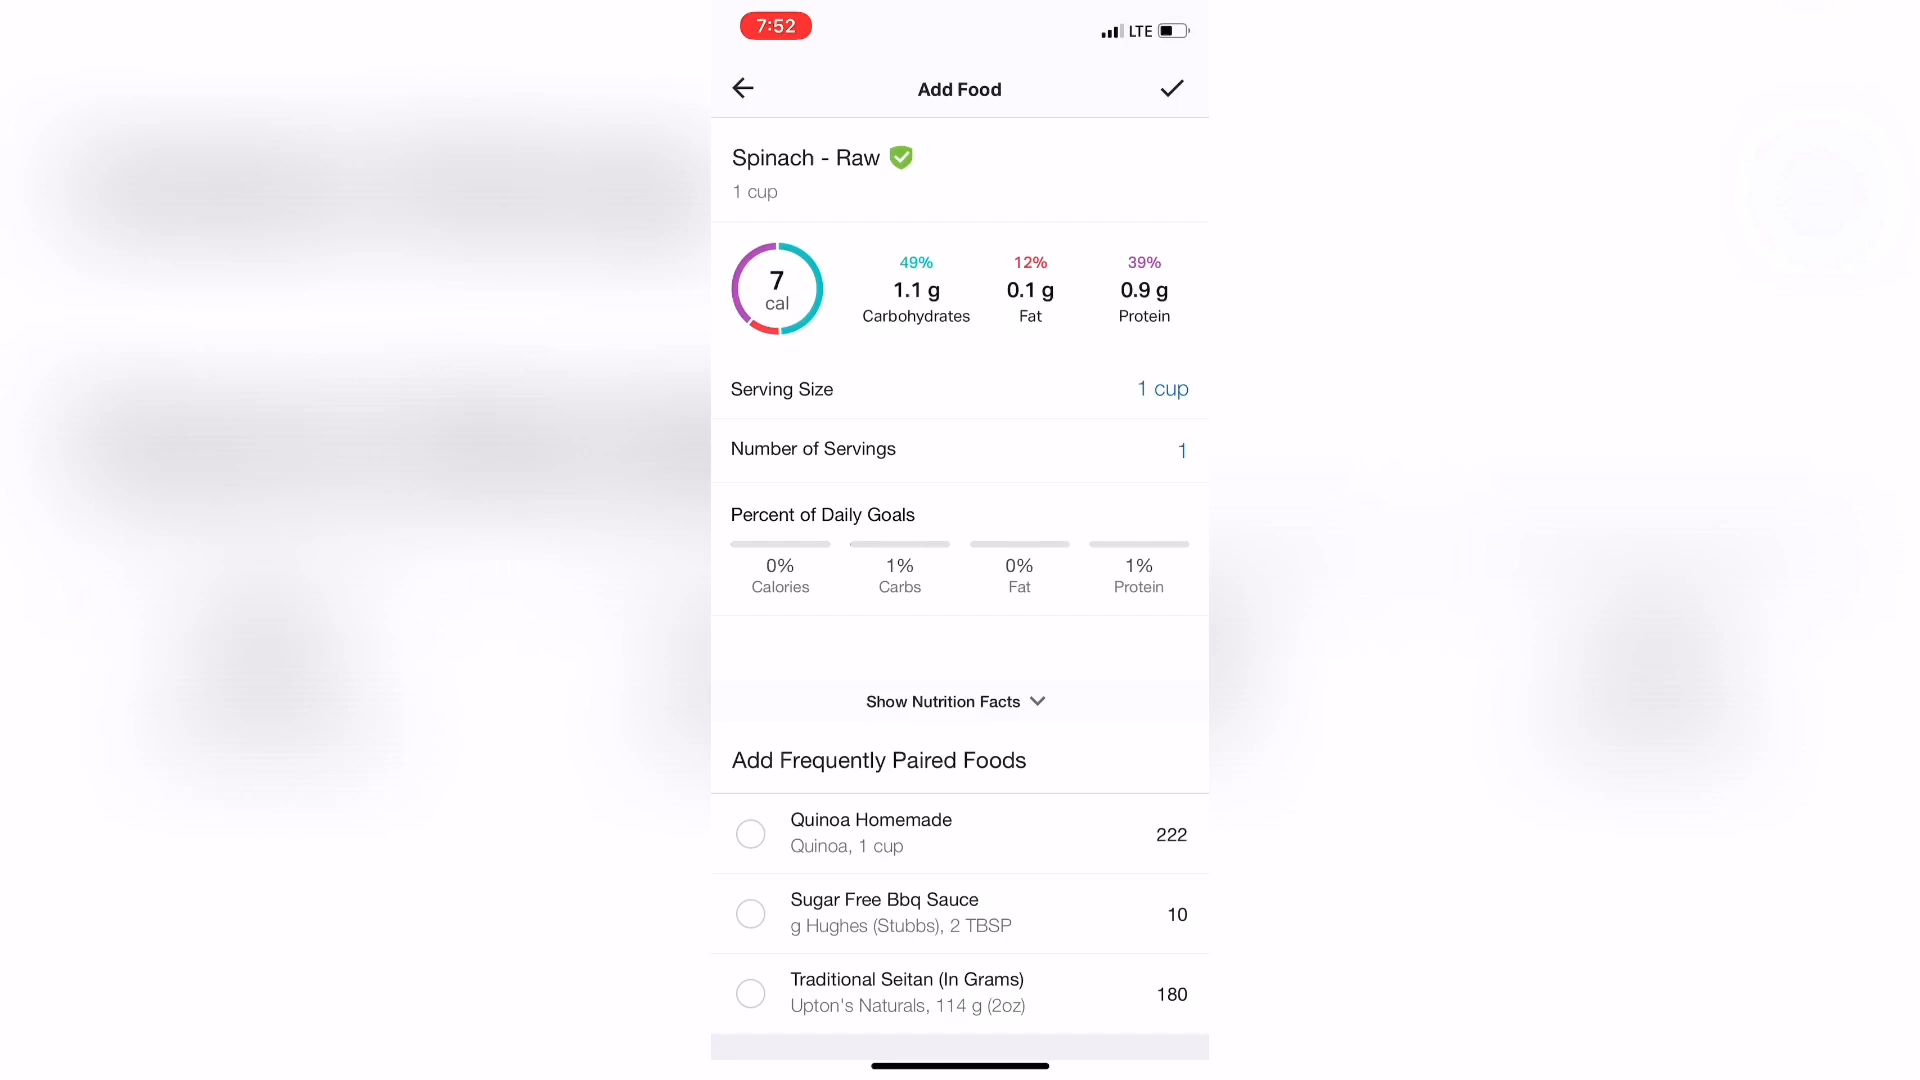 7:52
LTE
Add Food
Spinach - Raw
1 cup
7
cal
49%
1.1 g
Carbohydrates
12%
0.1 g
Fat
39%
0.9 g
Protein
Serving Size
1 cup
Number of Servings
1
Percent of Daily Goals
0%
Calories
1%
Carbs
0%
Fat
1%
Protein
Show Nutrition Facts
Add Frequently Paired Foods
Quinoa Homemade
Quinoa, 1 cup
222
Sugar Free Bbq Sauce
g Hughes (Stubbs), 2 TBSP
10
Traditional Seitan (In Grams)
Upton's Naturals, 114 g (2oz)
180